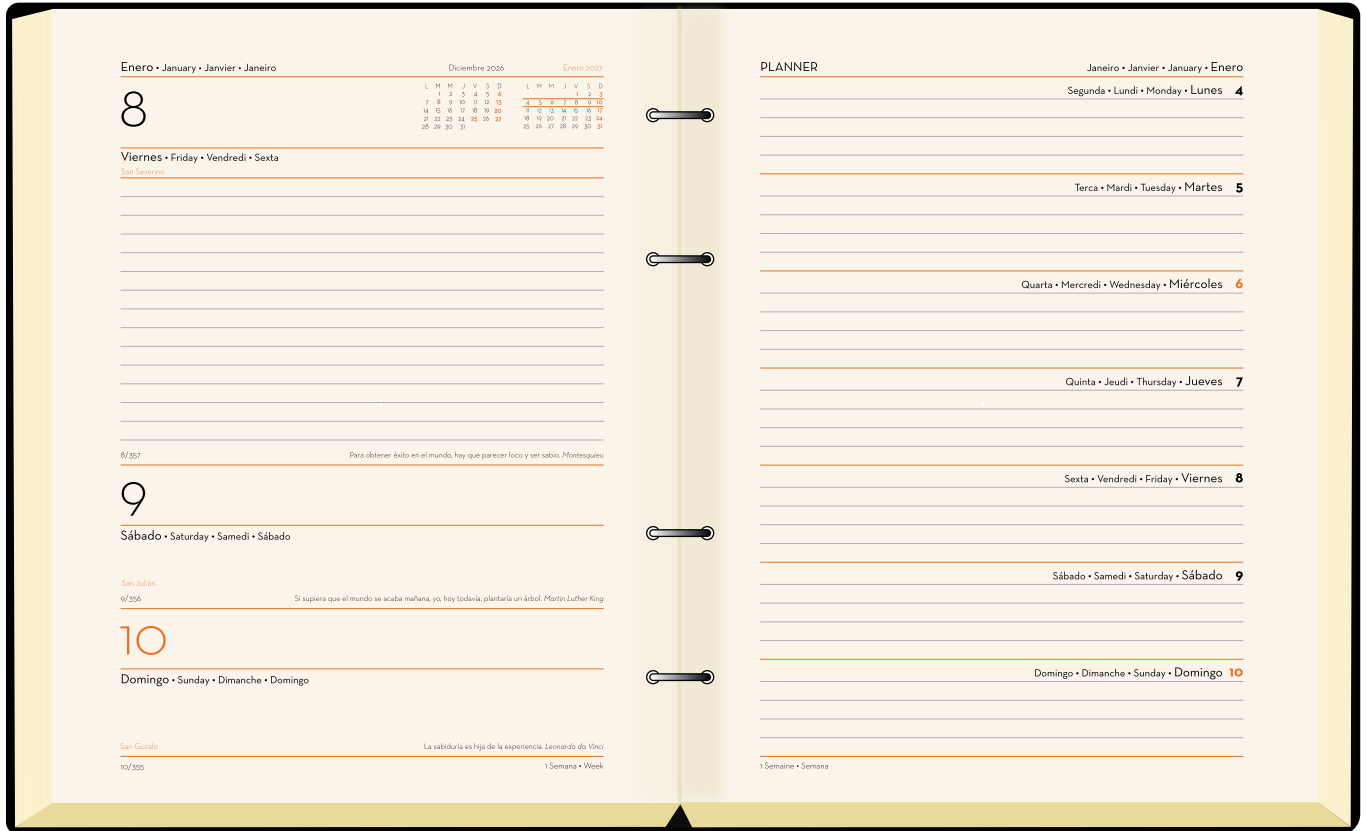 Enero • January • Janvier • Janeiro
Diciembre 2026
L M M J V S D
1 2 3 4 5 6
7 8 9 10 11 12 13
14 15 16 17 18 19 20
21 22 23 24 25 26 27
28 29 30 31
Enero 2027
L M M J V S D
1 2 3
4 5 6 7 8 9 10
11 12 13 14 15 16 17
18 19 20 21 22 23 24
25 26 27 28 29 30 31
8
Viernes • Friday • Vendredi • Sexta
San Severino
8/357 Para obtener éxito en el mundo, hay que parecer loco y ser sabio. Montesquieu
9
Sábado • Saturday • Samedi • Sábado
San Julián
9/356 Si supiera que el mundo se acaba mañana, yo, hoy todavía, plantaría un árbol. Martin Luther King
10
Domingo • Sunday • Dimanche • Domingo
San Gosalo La sabiduría es hija de la experiencia. Leonardo da Vinci
10/355 1 Semana • Week
PLANNER Janeiro • Janvier • January • Enero
Segunda • Lundi • Monday • Lunes 4
Terca • Mardi • Tuesday • Martes 5
Quarta • Mercredi • Wednesday • Miércoles 6
Quinta • Jeudi • Thursday • Jueves 7
Sexta • Vendredi • Friday • Viernes 8
Sábado • Samedi • Saturday • Sábado 9
Domingo • Dimanche • Sunday • Domingo 10
1 Semaine • Semana